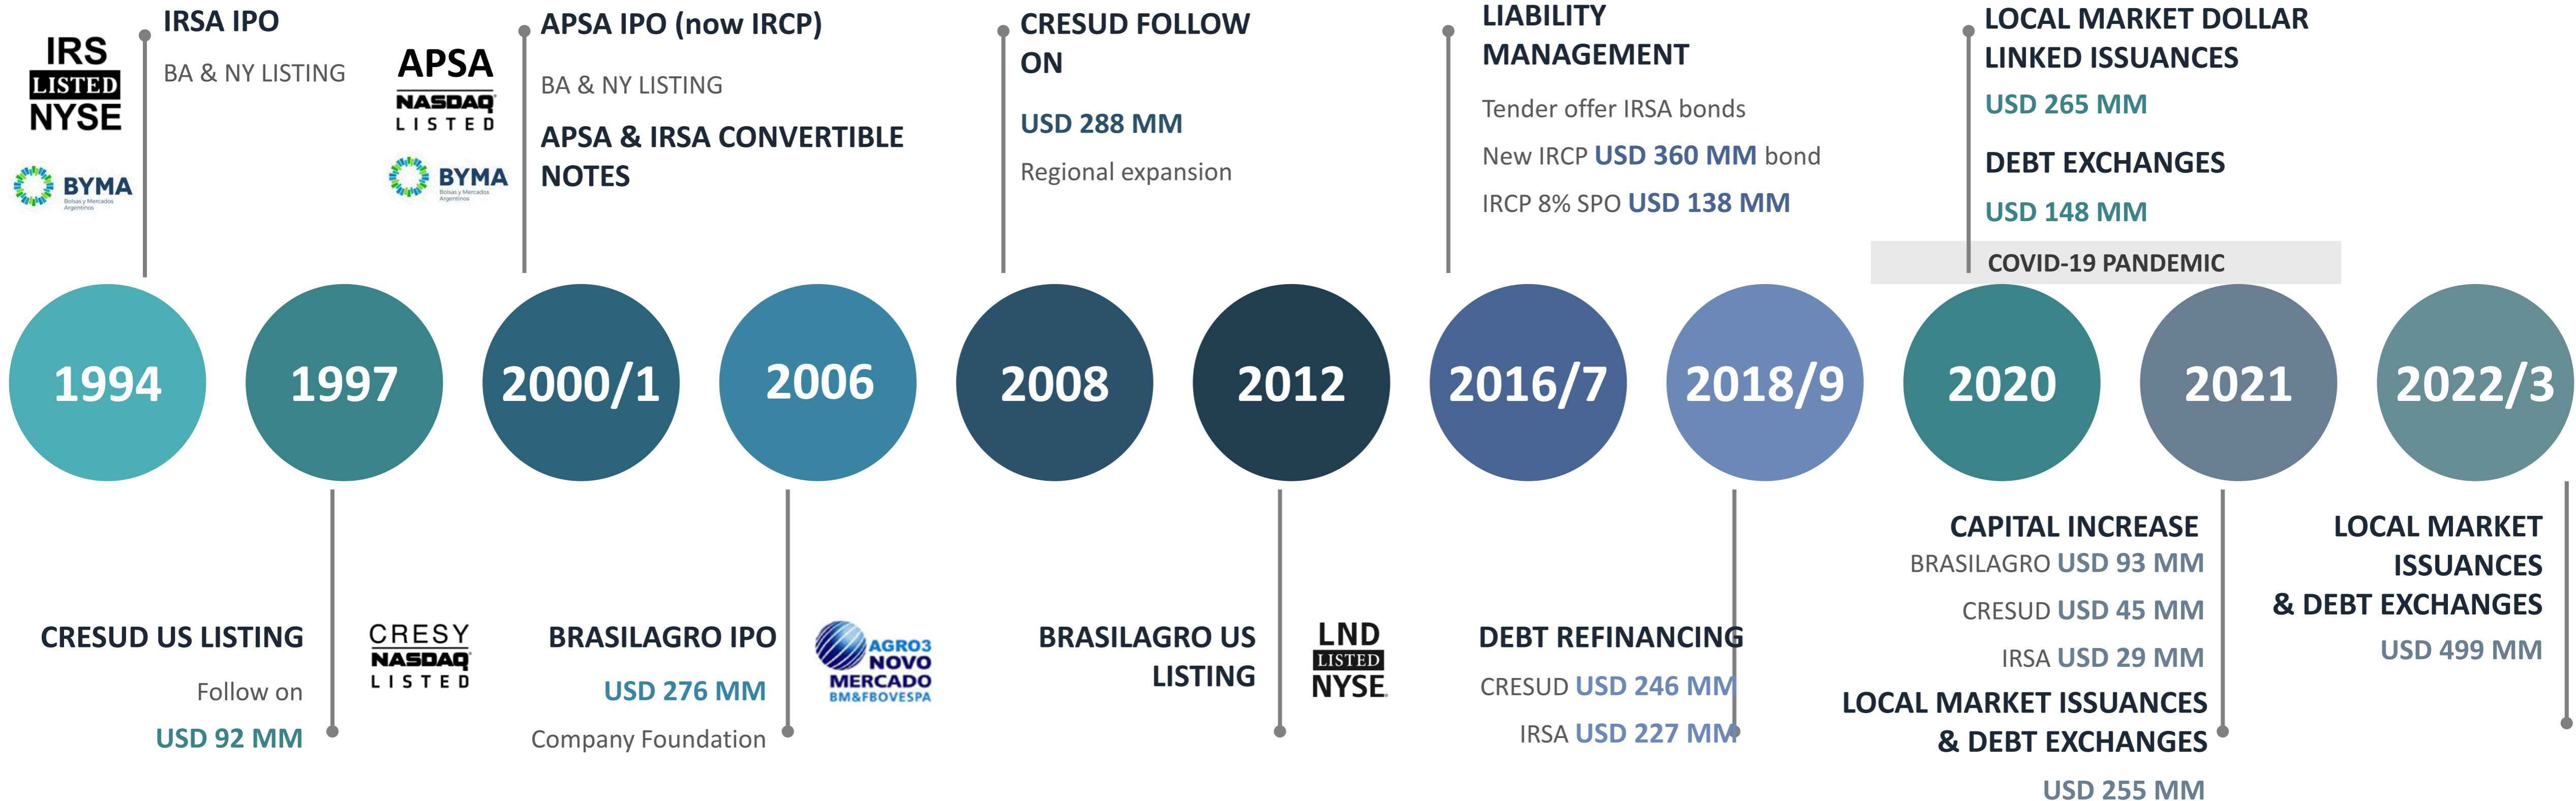 IRS
LISTED
NYSE
BYMA
Bolsas y Mercados
Argentinos
IRSA IPO
BA & NY LISTING
APSA
NASDAQ
LISTED
BYMA
Bolsas y Mercados
Argentinos
APSA IPO (now IRCP)
BA & NY LISTING
APSA & IRSA CONVERTIBLE
NOTES
CRESUD FOLLOW
ON
USD 288 MM
Regional expansion
LIABILITY
MANAGEMENT
Tender offer IRSA bonds
New IRCP USD 360 MM bond
IRCP 8% SPO USD 138 MM
LOCAL MARKET DOLLAR
LINKED ISSUANCES
USD 265 MM
DEBT EXCHANGES
USD 148 MM
COVID-19 PANDEMIC
1994
1997
2000/1
2006
2008
2012
2016/7
2018/9
2020
2021
2022/3
CRESUD US LISTING
Follow on
USD 92 MM
CRESY
NASDAQ
LISTED
BRASILAGRO IPO
USD 276 MM
Company Foundation
AGRO3
NOVO
MERCADO
BM&FBOVESPA
BRASILAGRO US
LISTING
LND
LISTED
NYSE
DEBT REFINANCING
CRESUD USD 246 MM
IRSA USD 227 MM
CAPITAL INCREASE
BRASILAGRO USD 93 MM
CRESUD USD 45 MM
IRSA USD 29 MM
LOCAL MARKET ISSUANCES
& DEBT EXCHANGES
USD 255 MM
LOCAL MARKET
ISSUANCES
& DEBT EXCHANGES
USD 499 MM